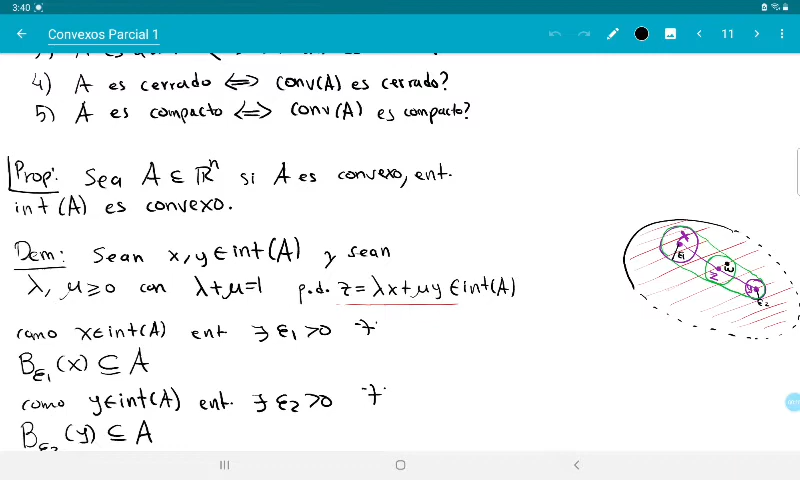 3:40
Convexos Parcial 1
11
4) A es cerrado <=> conv(A) es cerrado?
5) A es compacto <=> conv(A) es compacto?
Prop: Sea A ∈ ℝⁿ si A es convexo, ent.
int(A) es convexo.
Dem: Sean x, y ∈ int(A) y sean
λ, μ ≥ 0 con λ+μ=1 p.d. z = λx+μy ∈ int(A)
como x∈int(A) ent ∃ ε₁>0 ·∋·
B_ε₁(x) ⊆ A
como y∈int(A) ent. ∃ ε₂>0 ·∋·
B_ε₂(y) ⊆ A
x
ε₁
ε
z
y
ε₂